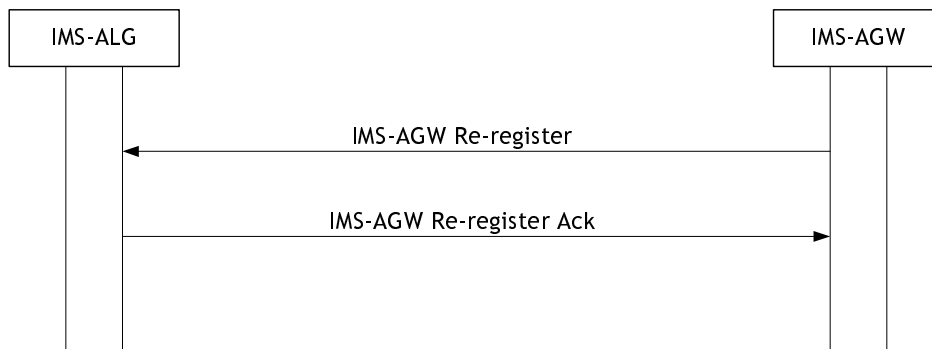 IMS-ALG
IMS-AGW
IMS-AGW Re-register
IMS-AGW Re-register Ack